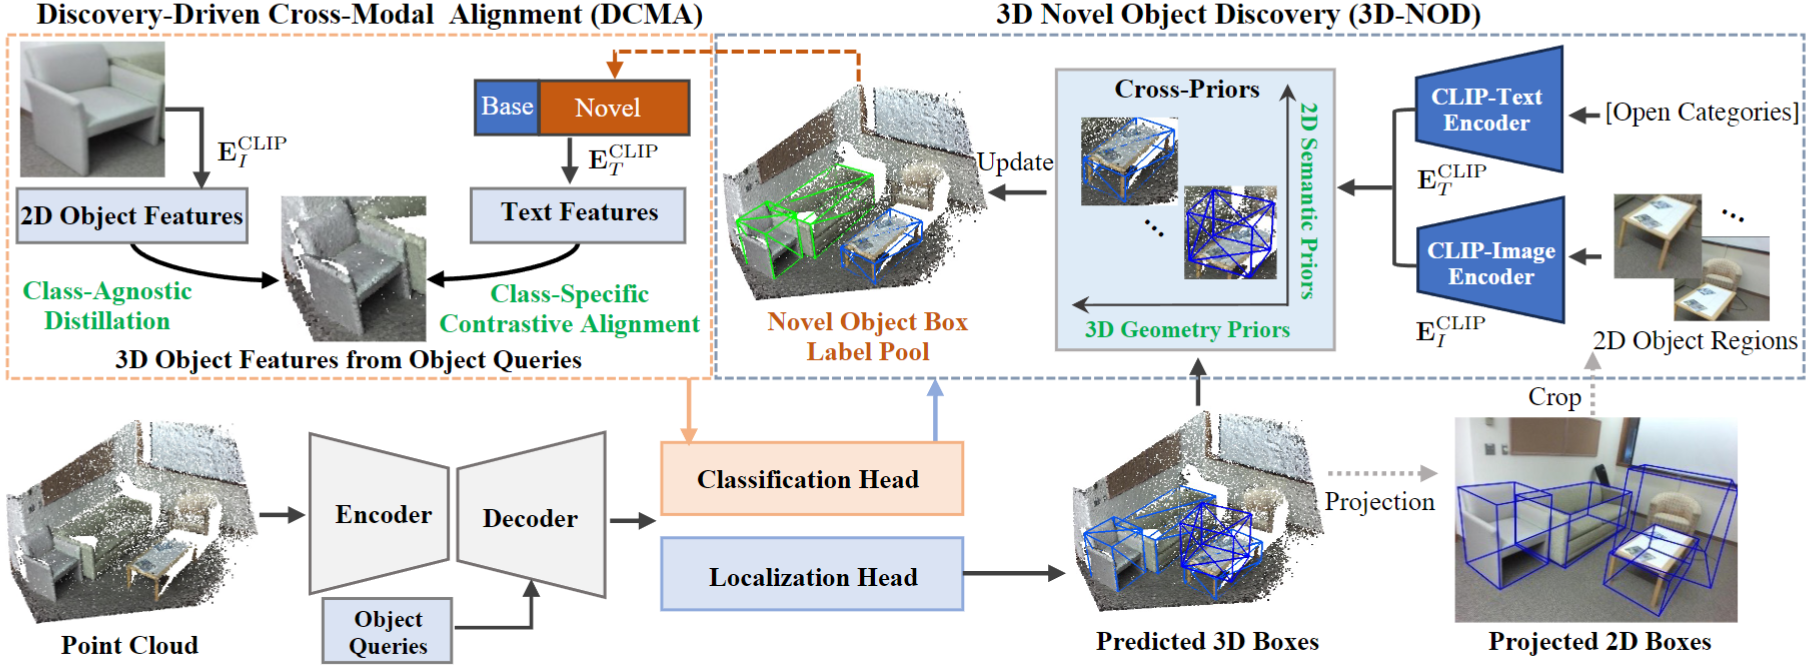 Discovery-Driven Cross-Modal Alignment (DCMA)
Base
Novel
E_I^CLIP
E_T^CLIP
2D Object Features
Text Features
Class-Agnostic
Distillation
Class-Specific
Contrastive Alignment
3D Object Features from Object Queries
3D Novel Object Discovery (3D-NOD)
Novel Object Box
Label Pool
Update
Cross-Priors
2D Semantic Priors
...
3D Geometry Priors
CLIP-Text
Encoder
[Open Categories]
E_T^CLIP
CLIP-Image
Encoder
...
E_I^CLIP
2D Object Regions
Crop
Point Cloud
Encoder
Decoder
Object
Queries
Classification Head
Localization Head
Predicted 3D Boxes
Projection
Projected 2D Boxes